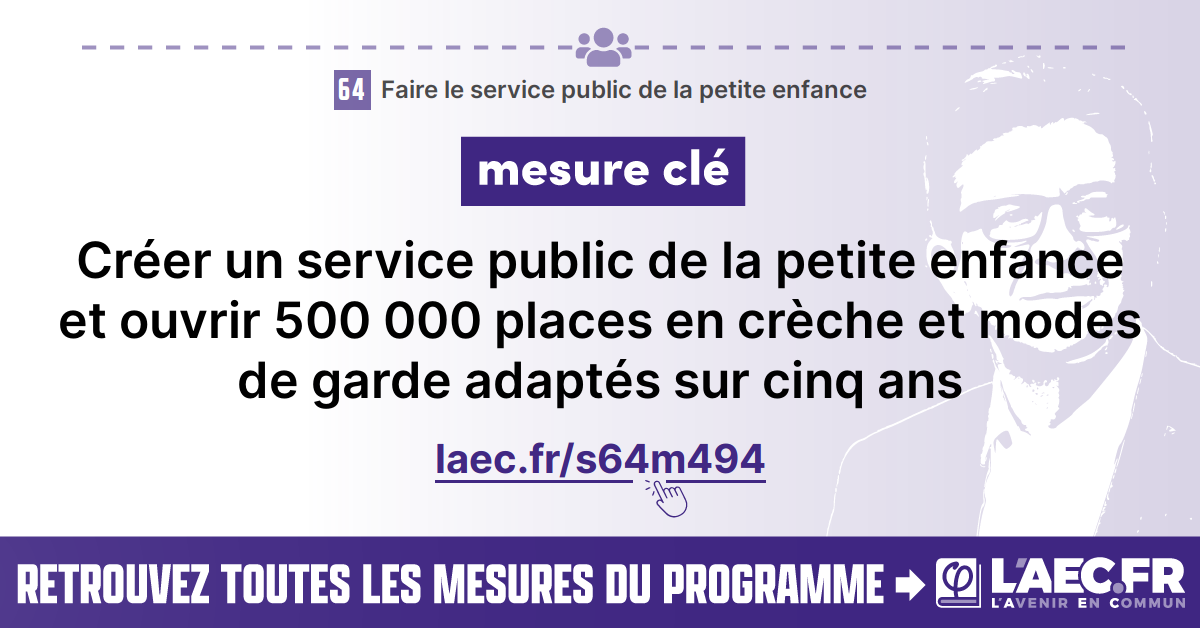 64 Faire le service public de la petite enfance
mesure clé
Créer un service public de la petite enfance
et ouvrir 500 000 places en crèche et modes
de garde adaptés sur cinq ans
laec.fr/s64m494
RETROUVEZ TOUTES LES MESURES DU PROGRAMME → φ L'AEC.FR
L'AVENIR EN COMMUN